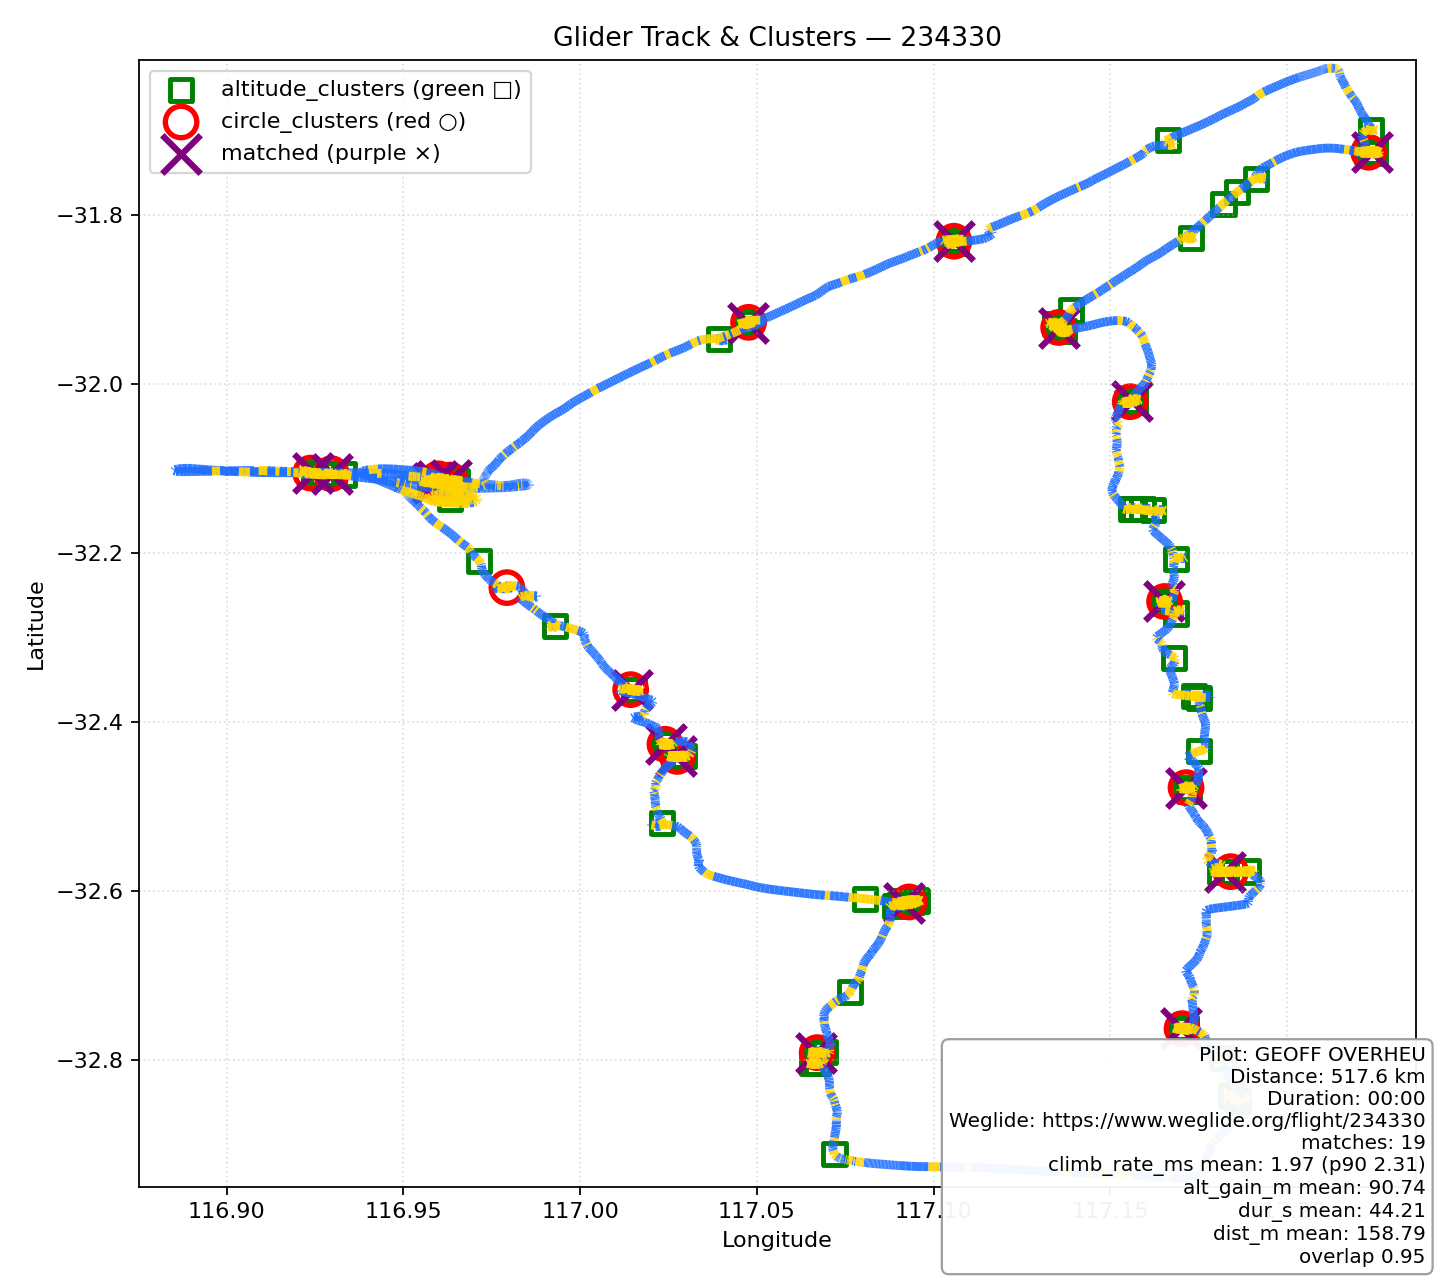 Glider Track & Clusters — 234330
altitude_clusters (green □)
circle_clusters (red ○)
matched (purple ×)
−31.8
−32.0
−32.2
−32.4
−32.6
−32.8
Latitude
116.90
116.95
117.00
117.05
117.10
117.15
Longitude
Pilot: GEOFF OVERHEU
Distance: 517.6 km
Duration: 00:00
Weglide: https://www.weglide.org/flight/234330
matches: 19
climb_rate_ms mean: 1.97 (p90 2.31)
alt_gain_m mean: 90.74
dur_s mean: 44.21
dist_m mean: 158.79
overlap 0.95